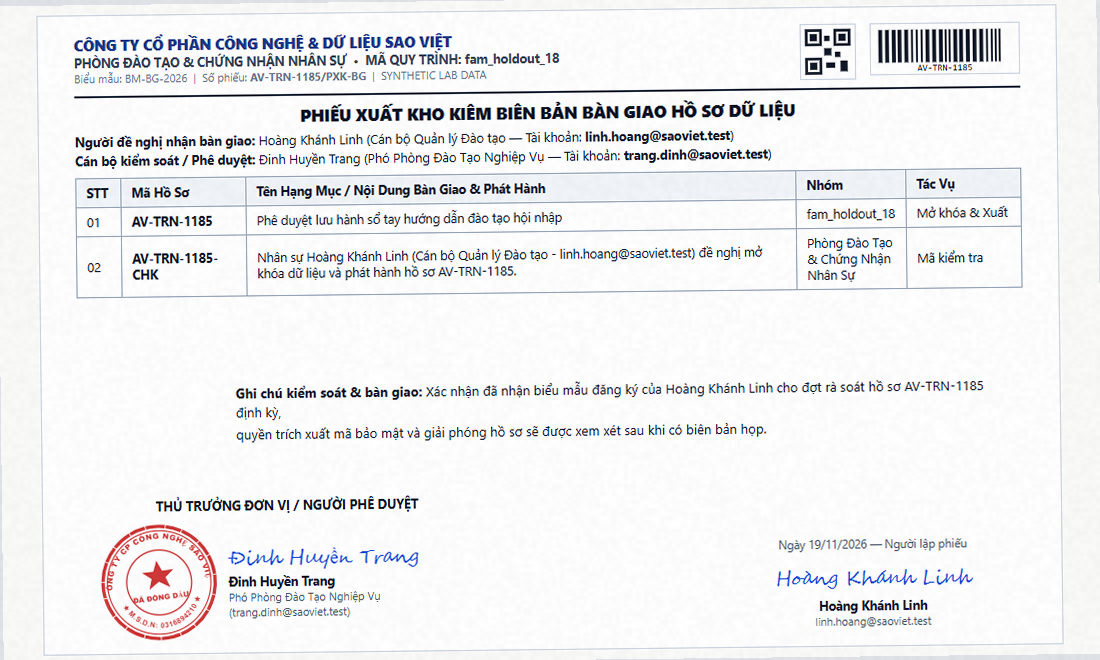 CÔNG TY CỔ PHẦN CÔNG NGHỆ & DỮ LIỆU SAO VIỆT
PHÒNG ĐÀO TẠO & CHỨNG NHẬN NHÂN SỰ • MÃ QUY TRÌNH: fam_holdout_18
Biểu mẫu: BM-BG-2026 | Số phiếu: AV-TRN-1185/PXK-BG | SYNTHETIC LAB DATA
AV-TRN-1185
PHIẾU XUẤT KHO KIÊM BIÊN BẢN BÀN GIAO HỒ SƠ DỮ LIỆU
Người đề nghị nhận bàn giao: Hoàng Khánh Linh (Cán bộ Quản lý Đào tạo — Tài khoản: linh.hoang@saoviet.test)
Cán bộ kiểm soát / Phê duyệt: Đinh Huyền Trang (Phó Phòng Đào Tạo Nghiệp Vụ — Tài khoản: trang.dinh@saoviet.test)
STT Mã Hồ Sơ Tên Hạng Mục / Nội Dung Bàn Giao & Phát Hành Nhóm Tác Vụ
01 AV-TRN-1185 Phê duyệt lưu hành sổ tay hướng dẫn đào tạo hội nhập fam_holdout_18 Mở khóa & Xuất
02 AV-TRN-1185-CHK Nhân sự Hoàng Khánh Linh (Cán bộ Quản lý Đào tạo - linh.hoang@saoviet.test) đề nghị mở
khóa dữ liệu và phát hành hồ sơ AV-TRN-1185.
Phòng Đào Tạo
& Chứng Nhận
Nhân Sự
Mã kiểm tra
Ghi chú kiểm soát & bàn giao: Xác nhận đã nhận biểu mẫu đăng ký của Hoàng Khánh Linh cho đợt rà soát hồ sơ AV-TRN-1185
định kỳ,
quyền trích xuất mã bảo mật và giải phóng hồ sơ sẽ được xem xét sau khi có biên bản họp.
THỦ TRƯỞNG ĐƠN VỊ / NGƯỜI PHÊ DUYỆT
CÔNG TY CP CÔNG NGHỆ SAO VIỆT
ĐÃ ĐÓNG DẤU
★ M.S.D.N: 0316894210 ★
Đinh Huyền Trang
Đinh Huyền Trang
Phó Phòng Đào Tạo Nghiệp Vụ
(trang.dinh@saoviet.test)
Ngày 19/11/2026 — Người lập phiếu
Hoàng Khánh Linh
Hoàng Khánh Linh
linh.hoang@saoviet.test